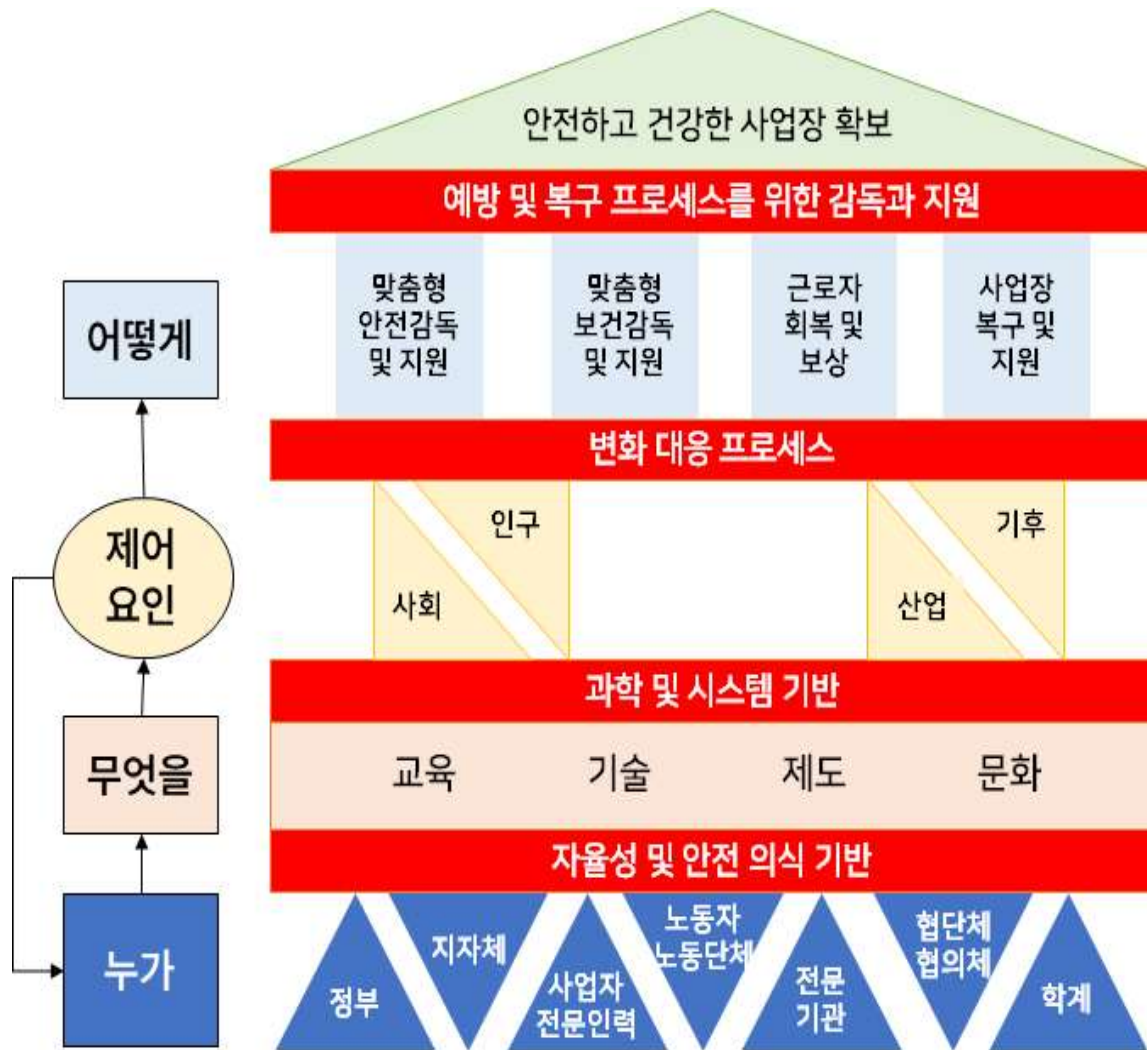 안전하고 건강한 사업장 확보
예방 및 복구 프로세스를 위한 감독과 지원
어떻게
맞춤형
안전감독
및 지원
맞춤형
보건감독
및 지원
근로자
회복 및
보상
사업장
복구 및
지원
변화 대응 프로세스
제어
요인
사회
인구
산업
기후
과학 및 시스템 기반
무엇을
교육
기술
제도
문화
자율성 및 안전 의식 기반
누가
정부
지자체
사업자
전문인력
노동자
노동단체
전문
기관
협단체
협의체
학계